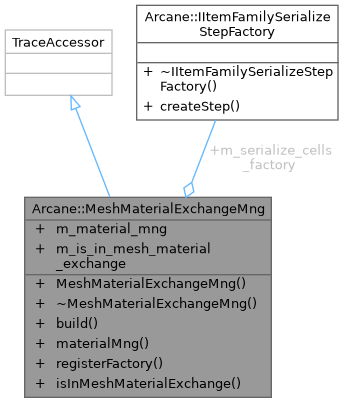 Arcane::IItemFamilySerialize
StepFactory
+ ~IItemFamilySerializeStep
Factory()
+ createStep()
TraceAccessor
+m_serialize_cells
_factory
Arcane::MeshMaterialExchangeMng
+ m_material_mng
+ m_is_in_mesh_material
_exchange
+ MeshMaterialExchangeMng()
+ ~MeshMaterialExchangeMng()
+ build()
+ materialMng()
+ registerFactory()
+ isInMeshMaterialExchange()